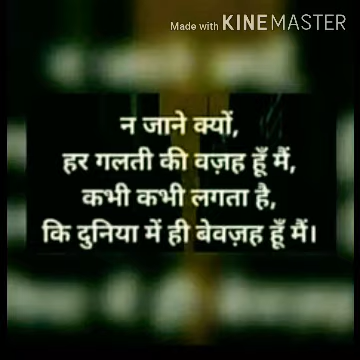 Made with KINEMASTER
न जाने क्यों,
हर गलती की वज़ह हूँ मैं,
कभी कभी लगता है,
कि दुनिया में ही बेवज़ह हूँ मैं।